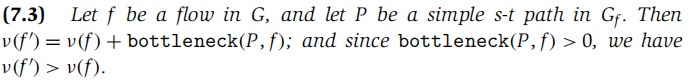 (7.3) Let f be a flow in G, and let P be a simple s-t path in Gf. Then
ν(f′) = ν(f) + bottleneck(P, f); and since bottleneck(P, f) > 0, we have
ν(f′) > ν(f).